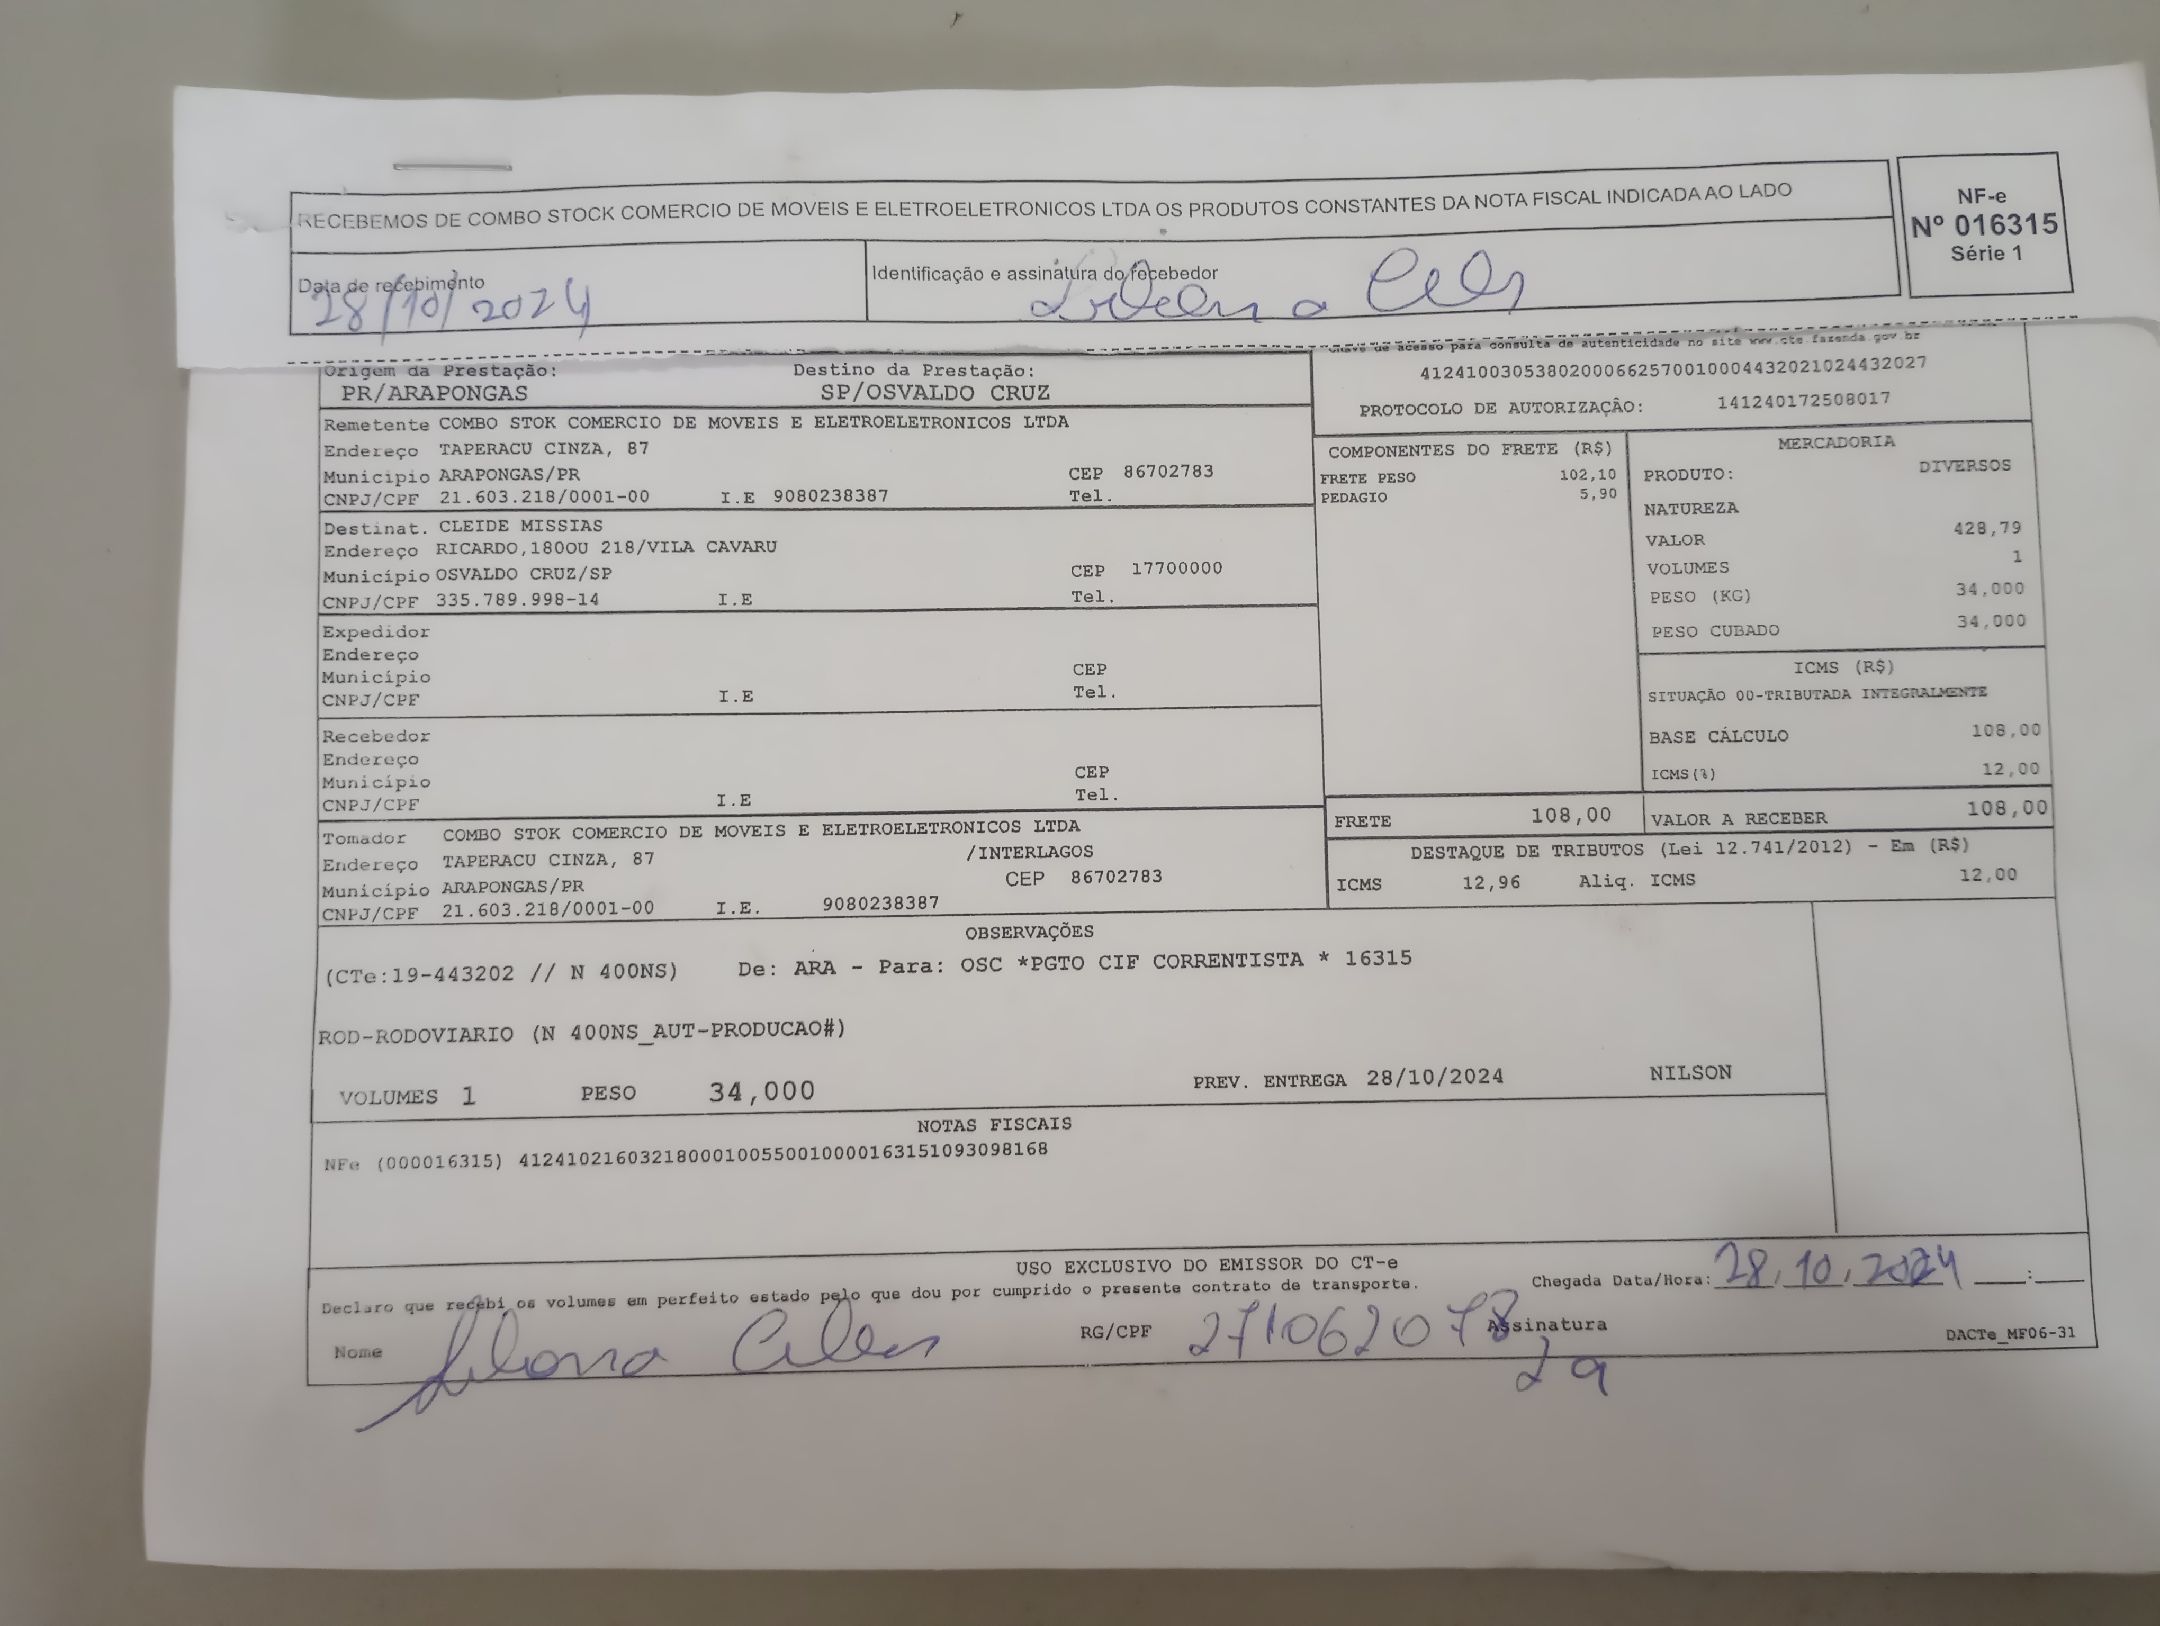 RECEBEMOS DE COMBO STOCK COMERCIO DE MOVEIS E ELETROELETRONICOS LTDA OS PRODUTOS CONSTANTES DA NOTA FISCAL INDICADA AO LADO
NF-e
Nº 016315
Série 1
Data de recebimento
28/10/2024
Identificação e assinatura do recebedor
Chave de acesso para consulta de autenticidade no site www.cte.fazenda.gov.br
41241003053802000662570010004432021024432027
PROTOCOLO DE AUTORIZAÇÃO: 141240172508017
Origem da Prestação: Destino da Prestação:
PR/ARAPONGAS SP/OSVALDO CRUZ
Remetente COMBO STOK COMERCIO DE MOVEIS E ELETROELETRONICOS LTDA
Endereço TAPERACU CINZA, 87
Municipio ARAPONGAS/PR CEP 86702783
CNPJ/CPF 21.603.218/0001-00 I.E 9080238387 Tel.
Destinat. CLEIDE MISSIAS
Endereço RICARDO,180OU 218/VILA CAVARU
Município OSVALDO CRUZ/SP CEP 17700000
CNPJ/CPF 335.789.998-14 I.E Tel.
Expedidor
Endereço
Município CEP
CNPJ/CPF I.E Tel.
Recebedor
Endereço
Município CEP
CNPJ/CPF I.E Tel.
Tomador COMBO STOK COMERCIO DE MOVEIS E ELETROELETRONICOS LTDA
Endereço TAPERACU CINZA, 87 /INTERLAGOS
Município ARAPONGAS/PR CEP 86702783
CNPJ/CPF 21.603.218/0001-00 I.E. 9080238387
COMPONENTES DO FRETE (R$)
FRETE PESO 102,10
PEDAGIO 5,90
MERCADORIA
PRODUTO: DIVERSOS
NATUREZA
VALOR 428,79
VOLUMES 1
PESO (KG) 34,000
PESO CUBADO 34,000
ICMS (R$)
SITUAÇÃO 00-TRIBUTADA INTEGRALMENTE
BASE CÁLCULO 108,00
ICMS(%) 12,00
FRETE 108,00 VALOR A RECEBER 108,00
DESTAQUE DE TRIBUTOS (Lei 12.741/2012) - Em (R$)
ICMS 12,96 Aliq. ICMS 12,00
OBSERVAÇÕES
(CTe:19-443202 // N 400NS) De: ARA - Para: OSC *PGTO CIF CORRENTISTA * 16315
ROD-RODOVIARIO (N 400NS_AUT-PRODUCAO#)
VOLUMES 1 PESO 34,000 PREV. ENTREGA 28/10/2024 NILSON
NOTAS FISCAIS
NFe (000016315) 41241021603218000100550010000163151093098168
USO EXCLUSIVO DO EMISSOR DO CT-e
Declaro que recebi os volumes em perfeito estado pelo que dou por cumprido o presente contrato de transporte. Chegada Data/Hora: 28.10.2024 ___:___
Nome RG/CPF 271062078 Assinatura
29
DACTe_MF06-31